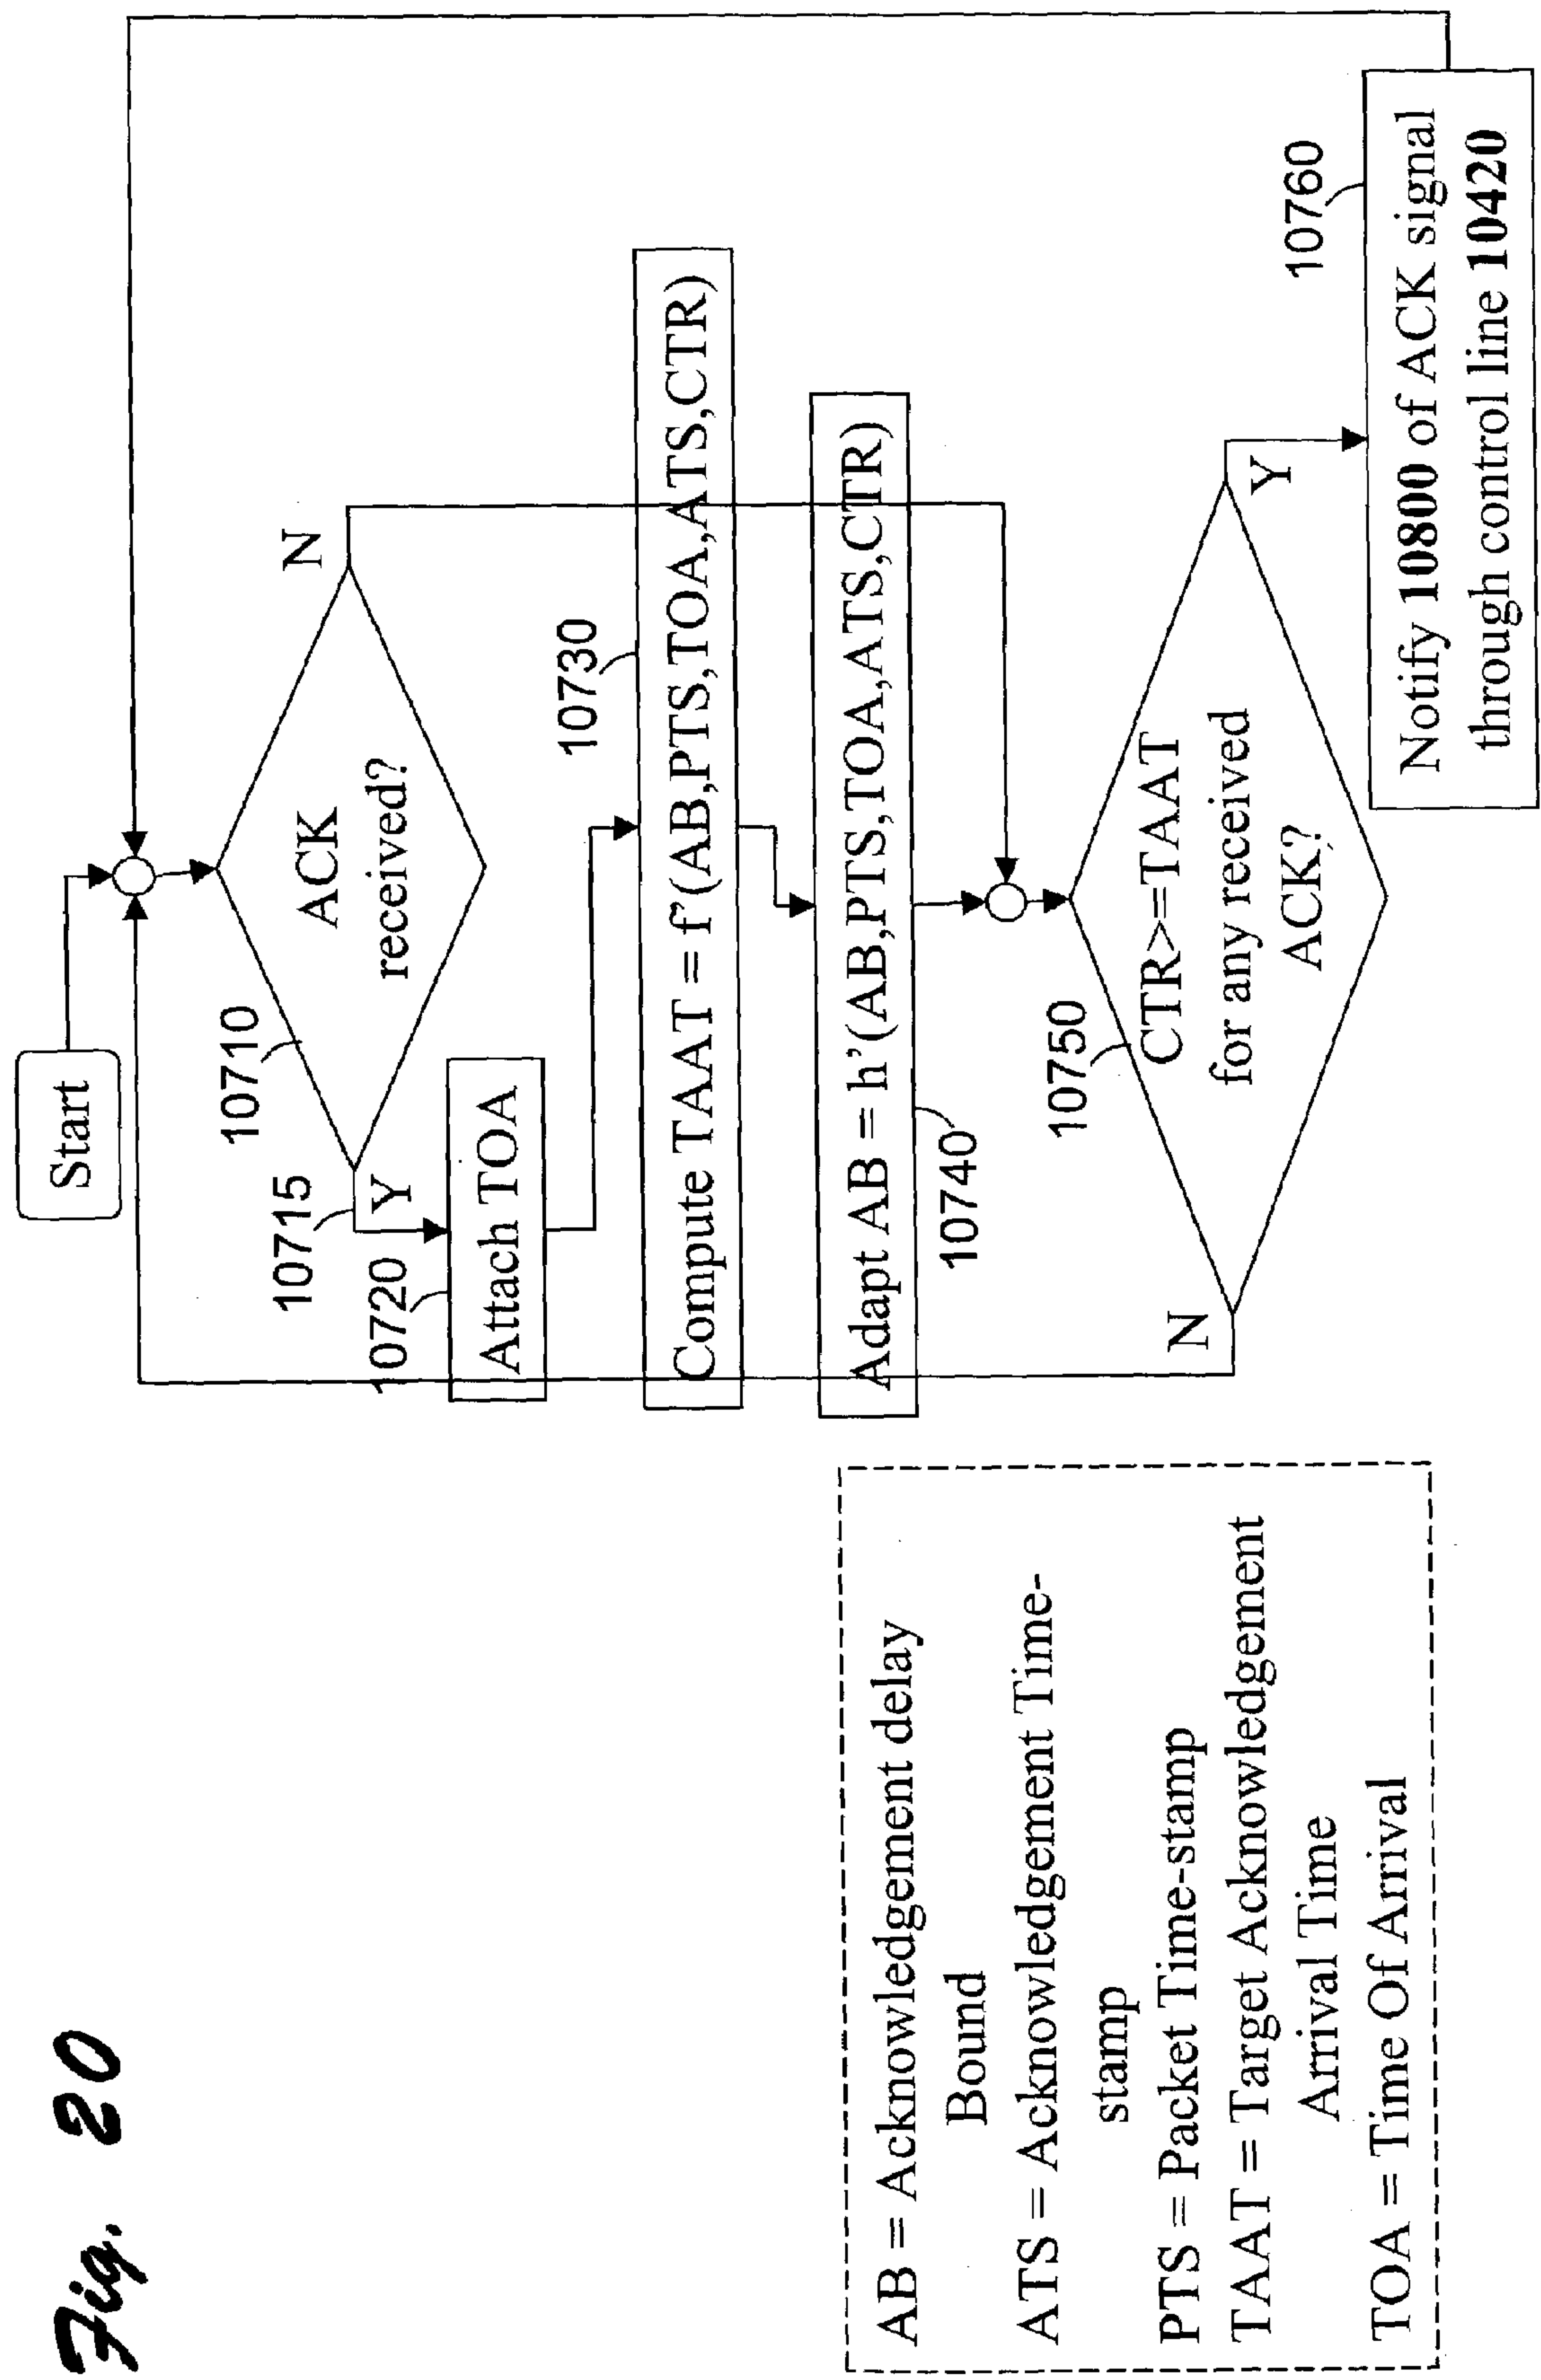 Fig. 20
Start
10710
ACK
received?
N
10715
Y
10720
Attach TOA
10730
Compute TAAT = f'(AB,PTS,TOA,ATS,CTR)
Adapt AB = h'(AB,PTS,TOA,ATS,CTR)
10740
10750
CTR>=TAAT
for any received
ACK?
N
Y
10760
Notify 10800 of ACK signal
through control line 10420
AB = Acknowledgement delay
Bound
ATS = Acknowledgement Time-
stamp
PTS = Packet Time-stamp
TAAT = Target Acknowledgement
Arrival Time
TOA = Time Of Arrival